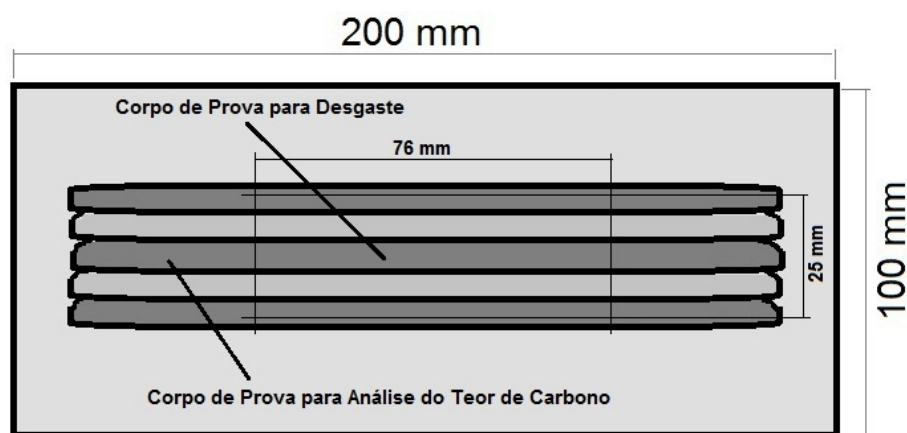 200 mm
Corpo de Prova para Desgaste
76 mm
25 mm
100 mm
Corpo de Prova para Análise do Teor de Carbono